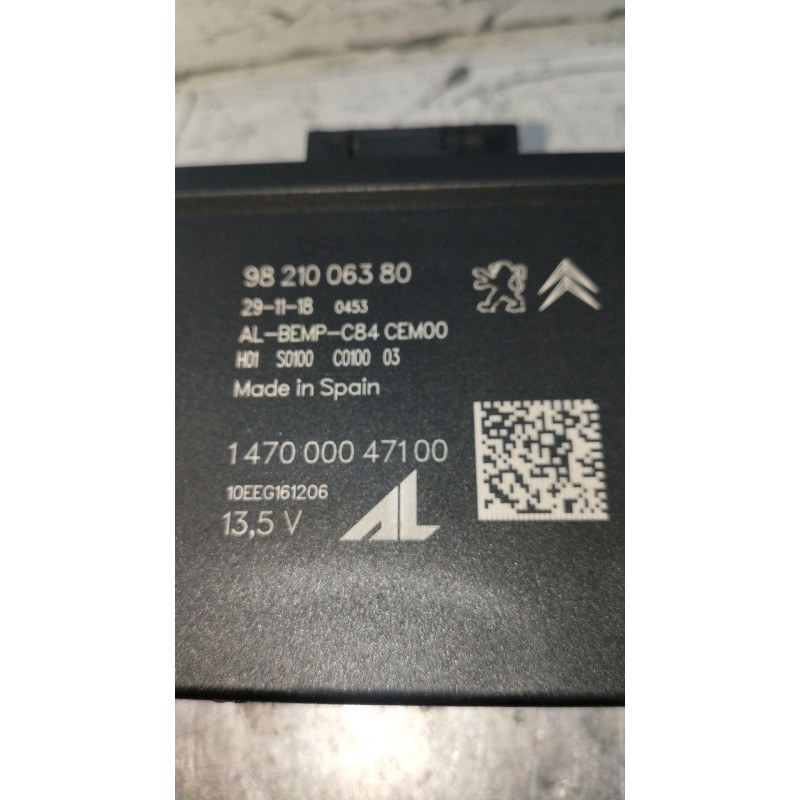 98 210 063 80
29-11-18 0453
AL-BEMP-C84 CEM00
H01 S0100 C0100 03
Made in Spain
1 470 000 471 00
10EEG161206
13,5 V AL